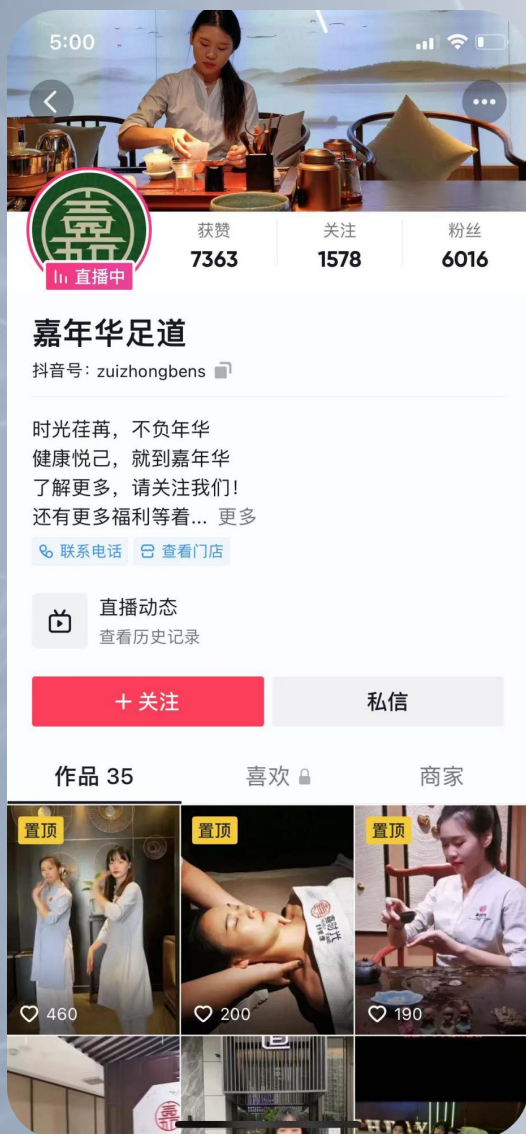 5:00
获赞
7363
关注
1578
粉丝
6016
直播中
嘉年华足道
抖音号：zuizhongbens
时光荏苒，不负年华
健康悦己，就到嘉年华
了解更多，请关注我们！
还有更多福利等着... 更多
联系电话 查看门店
直播动态
查看历史记录
+ 关注
私信
作品 35
喜欢
商家
置顶
置顶
置顶
460
200
190